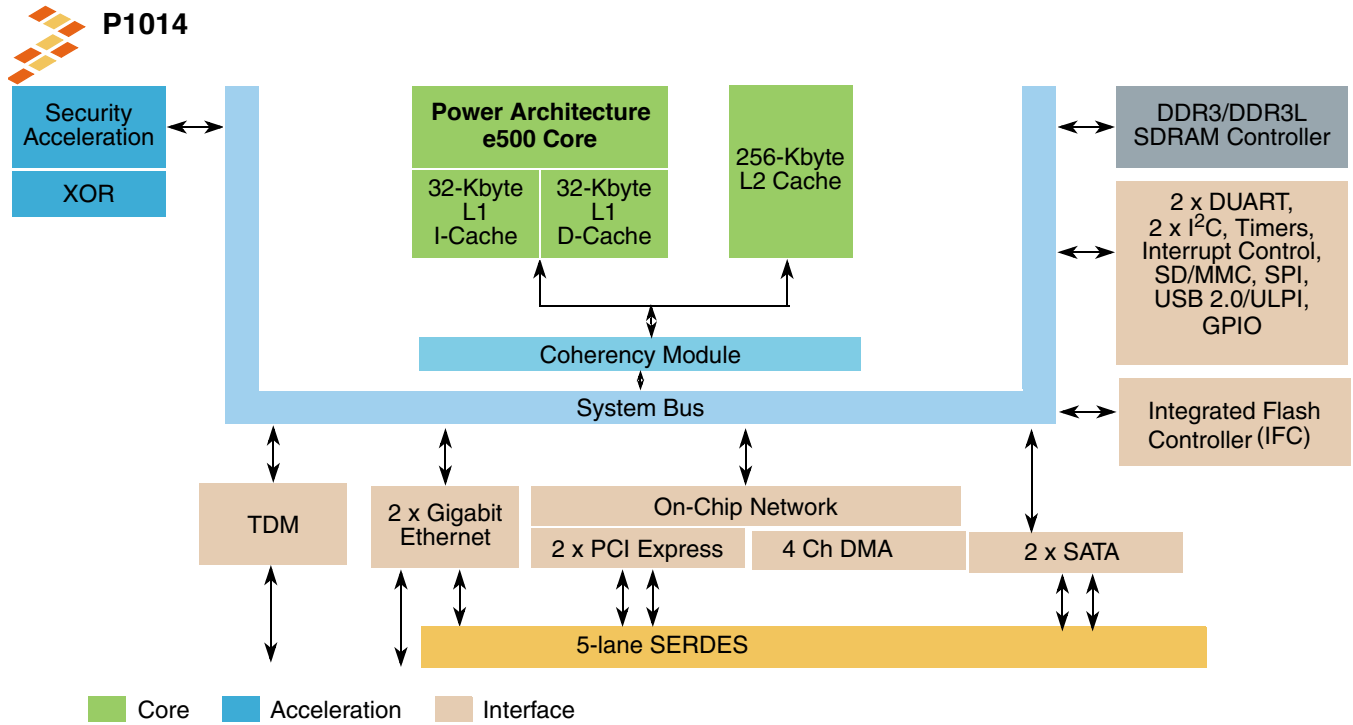 P1014
Security
Acceleration
XOR
Power Architecture
e500 Core
32-Kbyte
L1
I-Cache
32-Kbyte
L1
D-Cache
256-Kbyte
L2 Cache
DDR3/DDR3L
SDRAM Controller
2 x DUART,
2 x I²C, Timers,
Interrupt Control,
SD/MMC, SPI,
USB 2.0/ULPI,
GPIO
Coherency Module
System Bus
Integrated Flash
Controller (IFC)
TDM
2 x Gigabit
Ethernet
On-Chip Network
2 x PCI Express
4 Ch DMA
2 x SATA
5-lane SERDES
Core
Acceleration
Interface